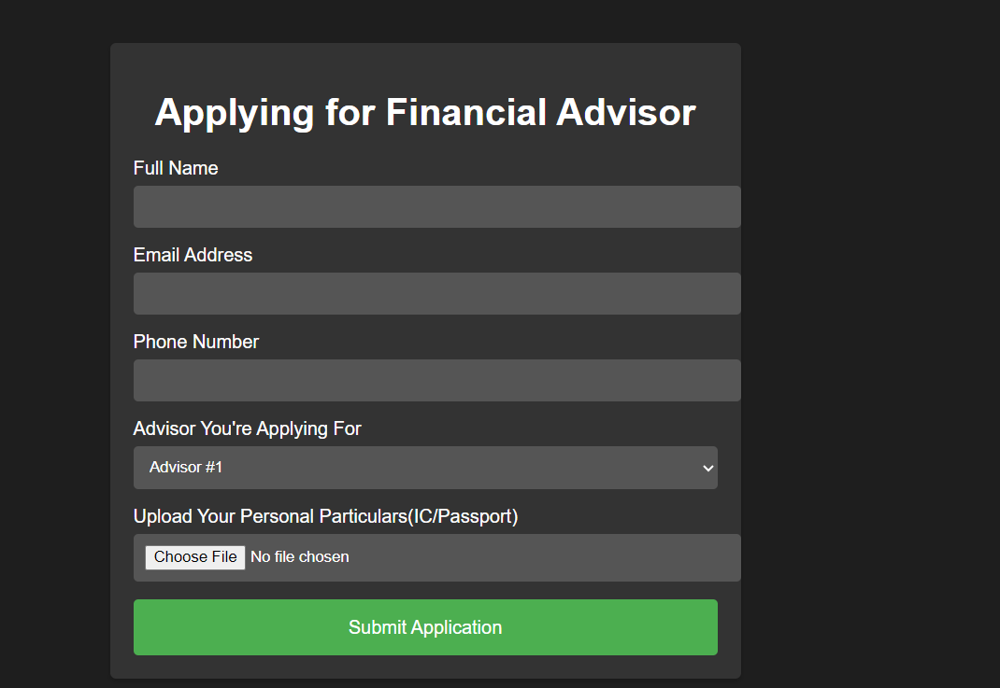 Applying for Financial Advisor
Full Name
Email Address
Phone Number
Advisor You're Applying For
Advisor #1
Upload Your Personal Particulars(IC/Passport)
Choose File No file chosen
Submit Application